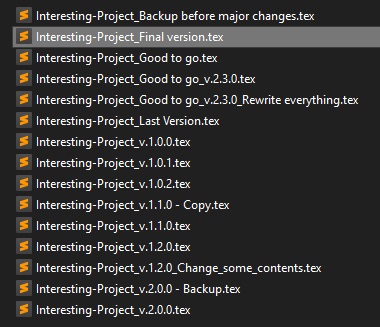 Interesting-Project_Backup before major changes.tex
Interesting-Project_Final version.tex
Interesting-Project_Good to go.tex
Interesting-Project_Good to go_v.2.3.0.tex
Interesting-Project_Good to go_v.2.3.0_Rewrite everything.tex
Interesting-Project_Last Version.tex
Interesting-Project_v.1.0.0.tex
Interesting-Project_v.1.0.1.tex
Interesting-Project_v.1.0.2.tex
Interesting-Project_v.1.1.0 - Copy.tex
Interesting-Project_v.1.1.0.tex
Interesting-Project_v.1.2.0.tex
Interesting-Project_v.1.2.0_Change_some_contents.tex
Interesting-Project_v.2.0.0 - Backup.tex
Interesting-Project_v.2.0.0.tex